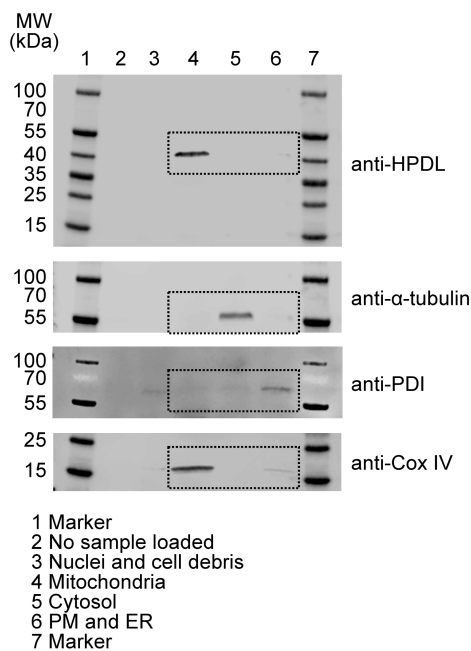 MW
(kDa)
1 2 3 4 5 6 7
100
70
55
40
35
25
15
anti-HPDL
100
70
55
anti-α-tubulin
100
70
55
anti-PDI
25
15
anti-Cox IV
1 Marker
2 No sample loaded
3 Nuclei and cell debris
4 Mitochondria
5 Cytosol
6 PM and ER
7 Marker